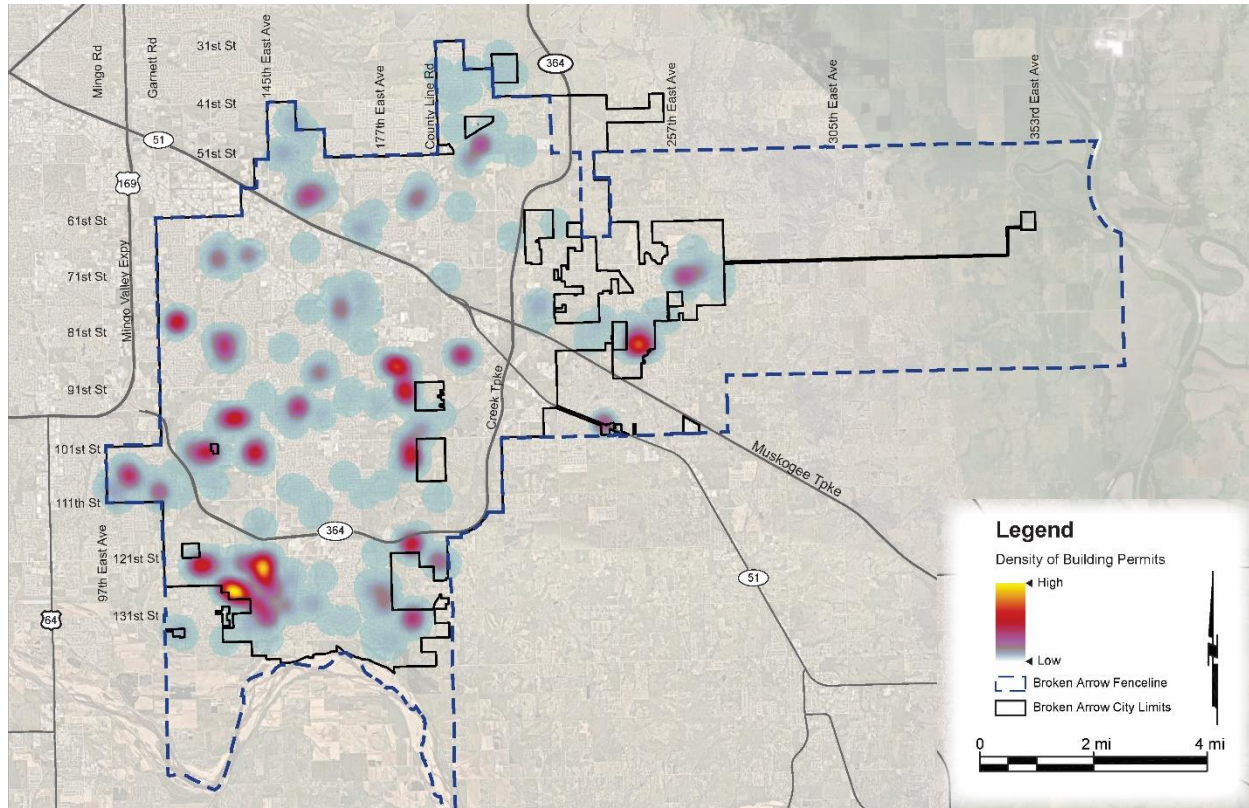 31st St
41st St
51st St
61st St
71st St
81st St
91st St
101st St
111st St
121st St
131st St
Mingo Rd
Garnett Rd
145th East Ave
177th East Ave
County Line Rd
257th East Ave
305th East Ave
353rd East Ave
97th East Ave
Mingo Valley Expy
Creek Tpke
Muskogee Tpke
51
169
364
364
51
64
Legend
Density of Building Permits
High
Low
Broken Arrow Fenceline
Broken Arrow City Limits
0 2 mi 4 mi